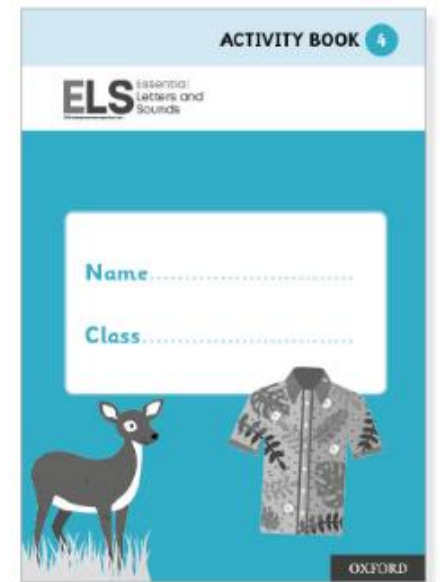 ACTIVITY BOOK 4
ELS Essential
Letters and
Sounds
Name
Class
OXFORD